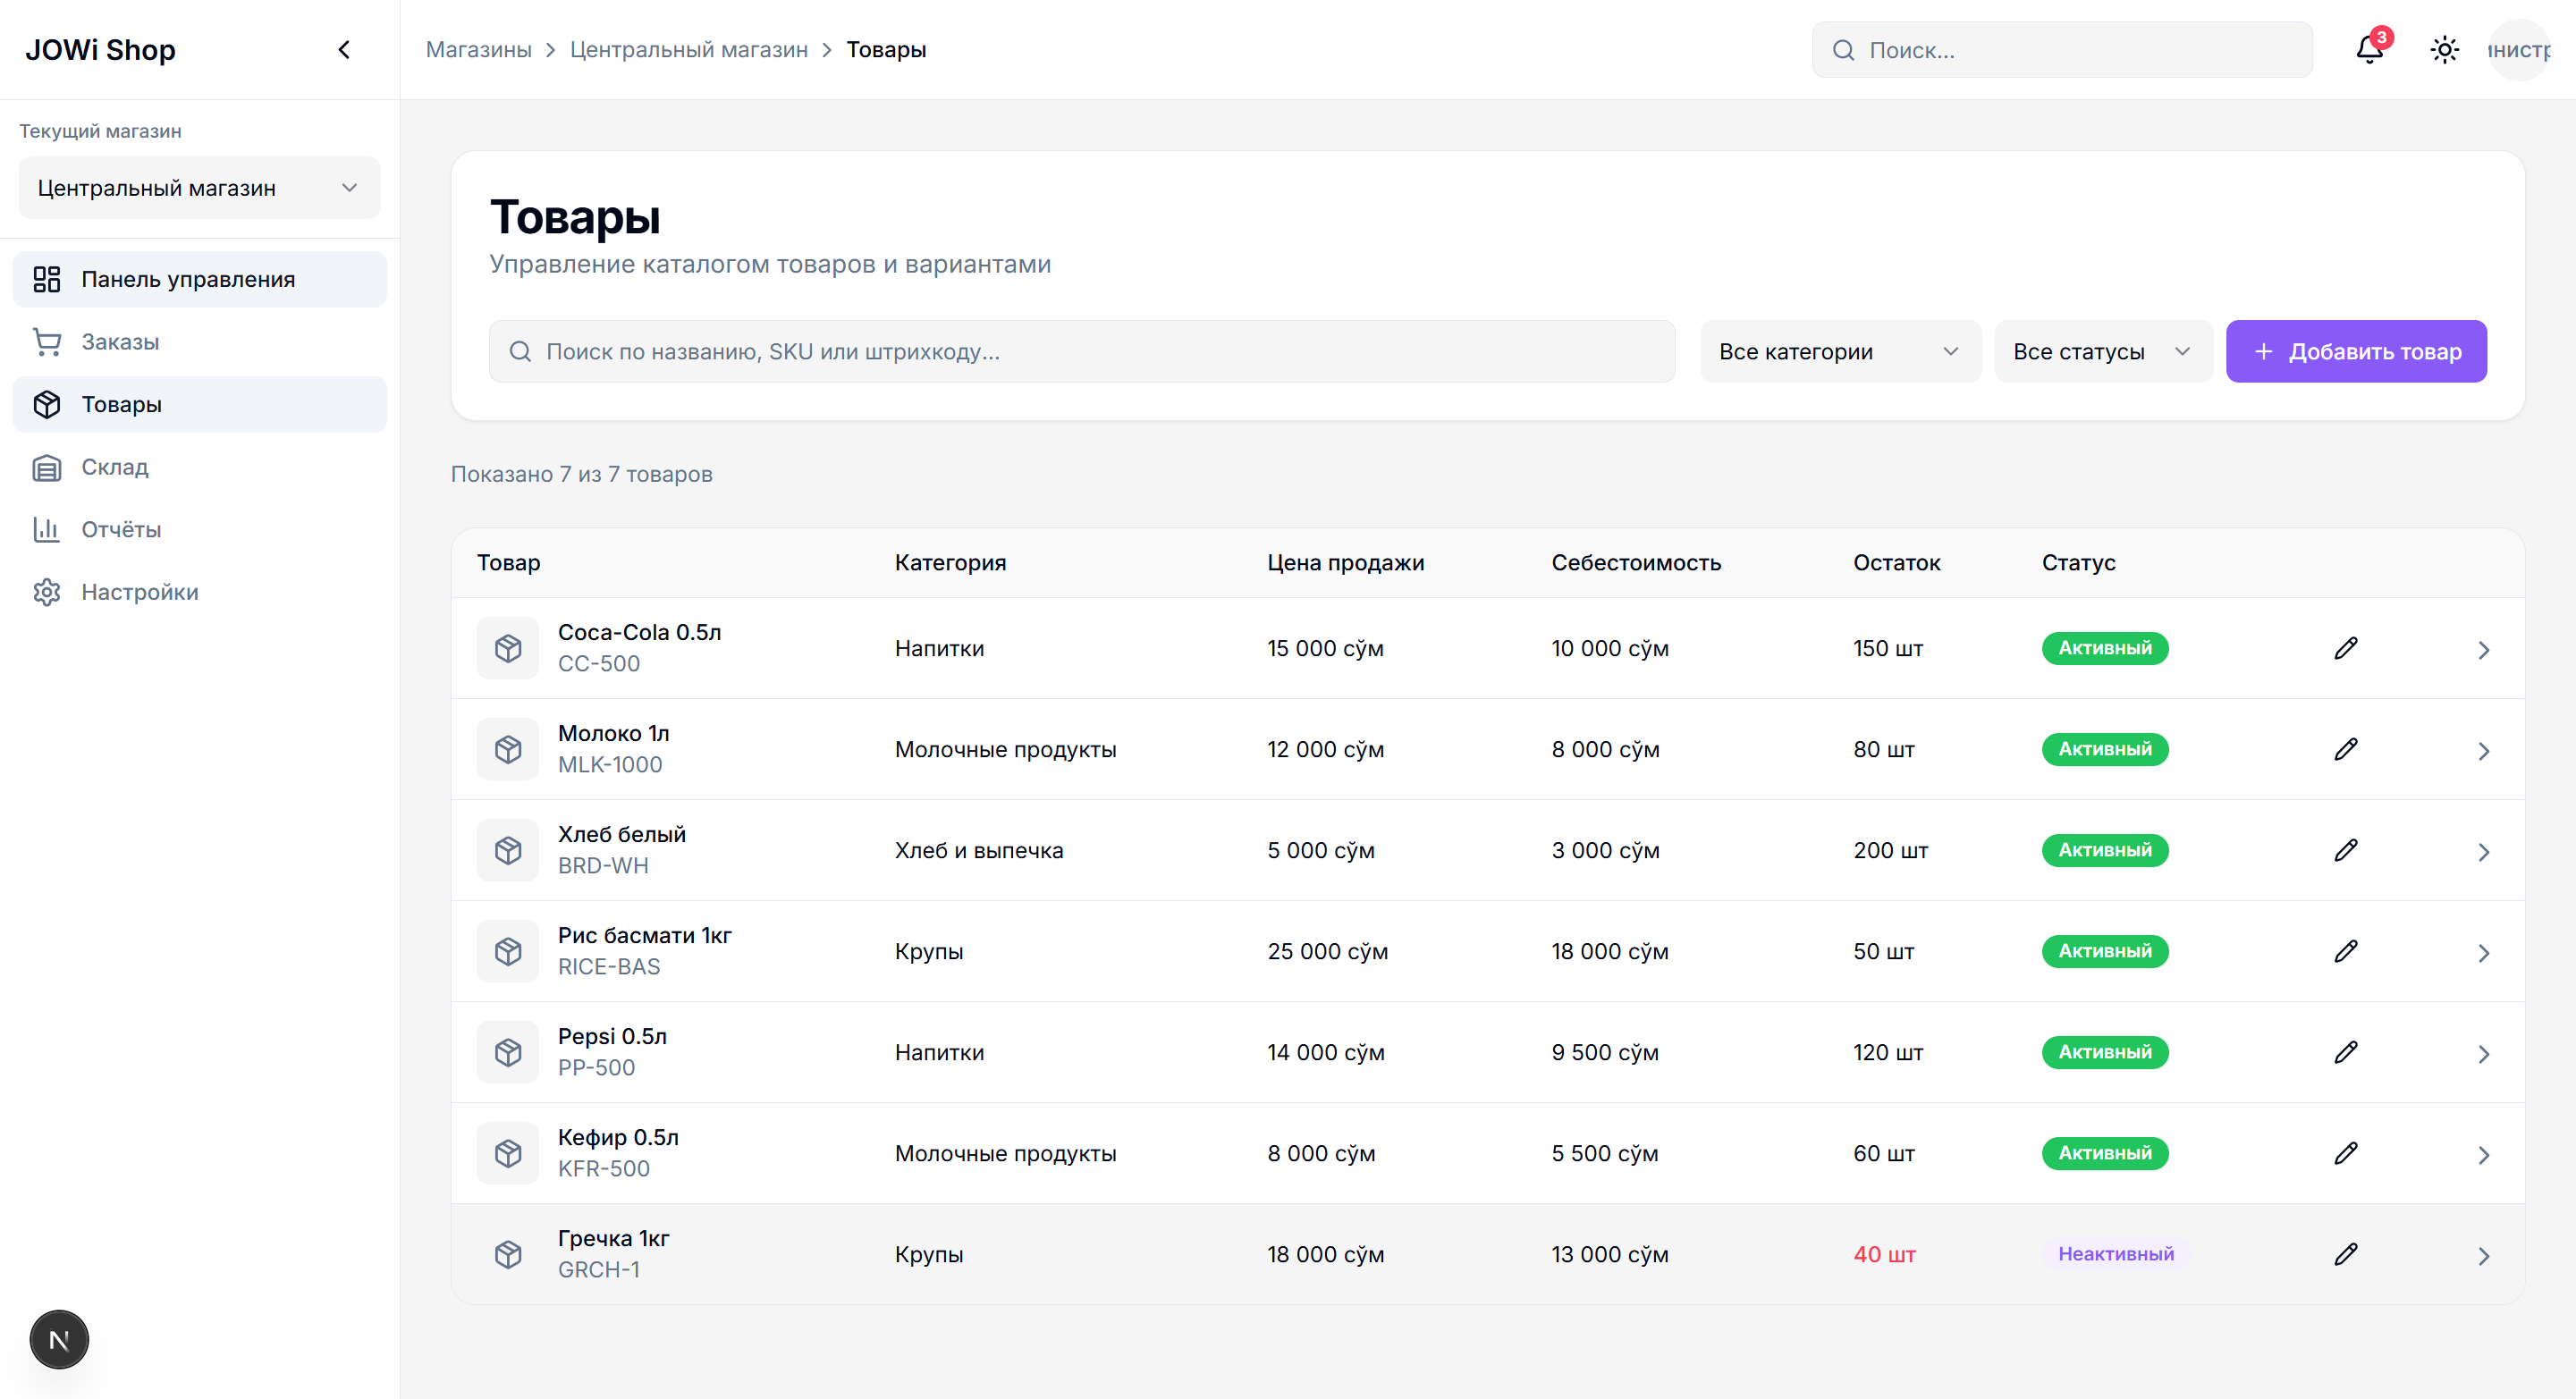 JOWi Shop
Магазины > Центральный магазин > Товары
Поиск...
3
Текущий магазин
Центральный магазин
Панель управления
Заказы
Товары
Склад
Отчёты
Настройки
Товары
Управление каталогом товаров и вариантами
Поиск по названию, SKU или штрихкоду...
Все категории
Все статусы
+ Добавить товар
Показано 7 из 7 товаров
Товар Категория Цена продажи Себестоимость Остаток Статус
Coca-Cola 0.5л
CC-500
Напитки 15 000 сўм 10 000 сўм 150 шт Активный
Молоко 1л
MLK-1000
Молочные продукты 12 000 сўм 8 000 сўм 80 шт Активный
Хлеб белый
BRD-WH
Хлеб и выпечка 5 000 сўм 3 000 сўм 200 шт Активный
Рис басмати 1кг
RICE-BAS
Крупы 25 000 сўм 18 000 сўм 50 шт Активный
Pepsi 0.5л
PP-500
Напитки 14 000 сўм 9 500 сўм 120 шт Активный
Кефир 0.5л
KFR-500
Молочные продукты 8 000 сўм 5 500 сўм 60 шт Активный
Гречка 1кг
GRCH-1
Крупы 18 000 сўм 13 000 сўм 40 шт Неактивный
N